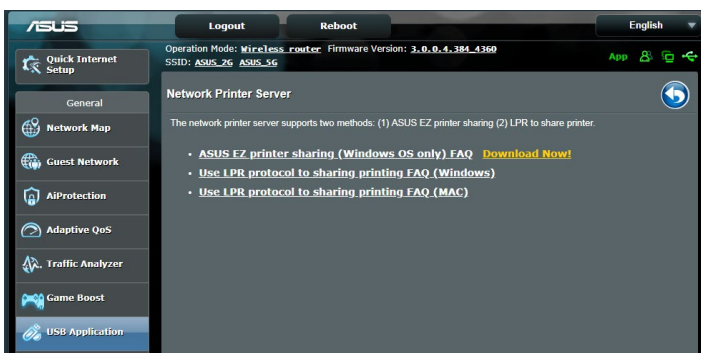 ASUS
Logout
Reboot
English
Quick Internet
Setup
General
Network Map
Guest Network
AiProtection
Adaptive QoS
Traffic Analyzer
Game Boost
USB Application
Operation Mode: Wireless router Firmware Version: 3.0.0.4.384_4360
SSID: ASUS_2G ASUS_5G
App
Network Printer Server
The network printer server supports two methods: (1) ASUS EZ printer sharing (2) LPR to share printer.
• ASUS EZ printer sharing (Windows OS only) FAQ Download Now!
• Use LPR protocol to sharing printing FAQ (Windows)
• Use LPR protocol to sharing printing FAQ (MAC)